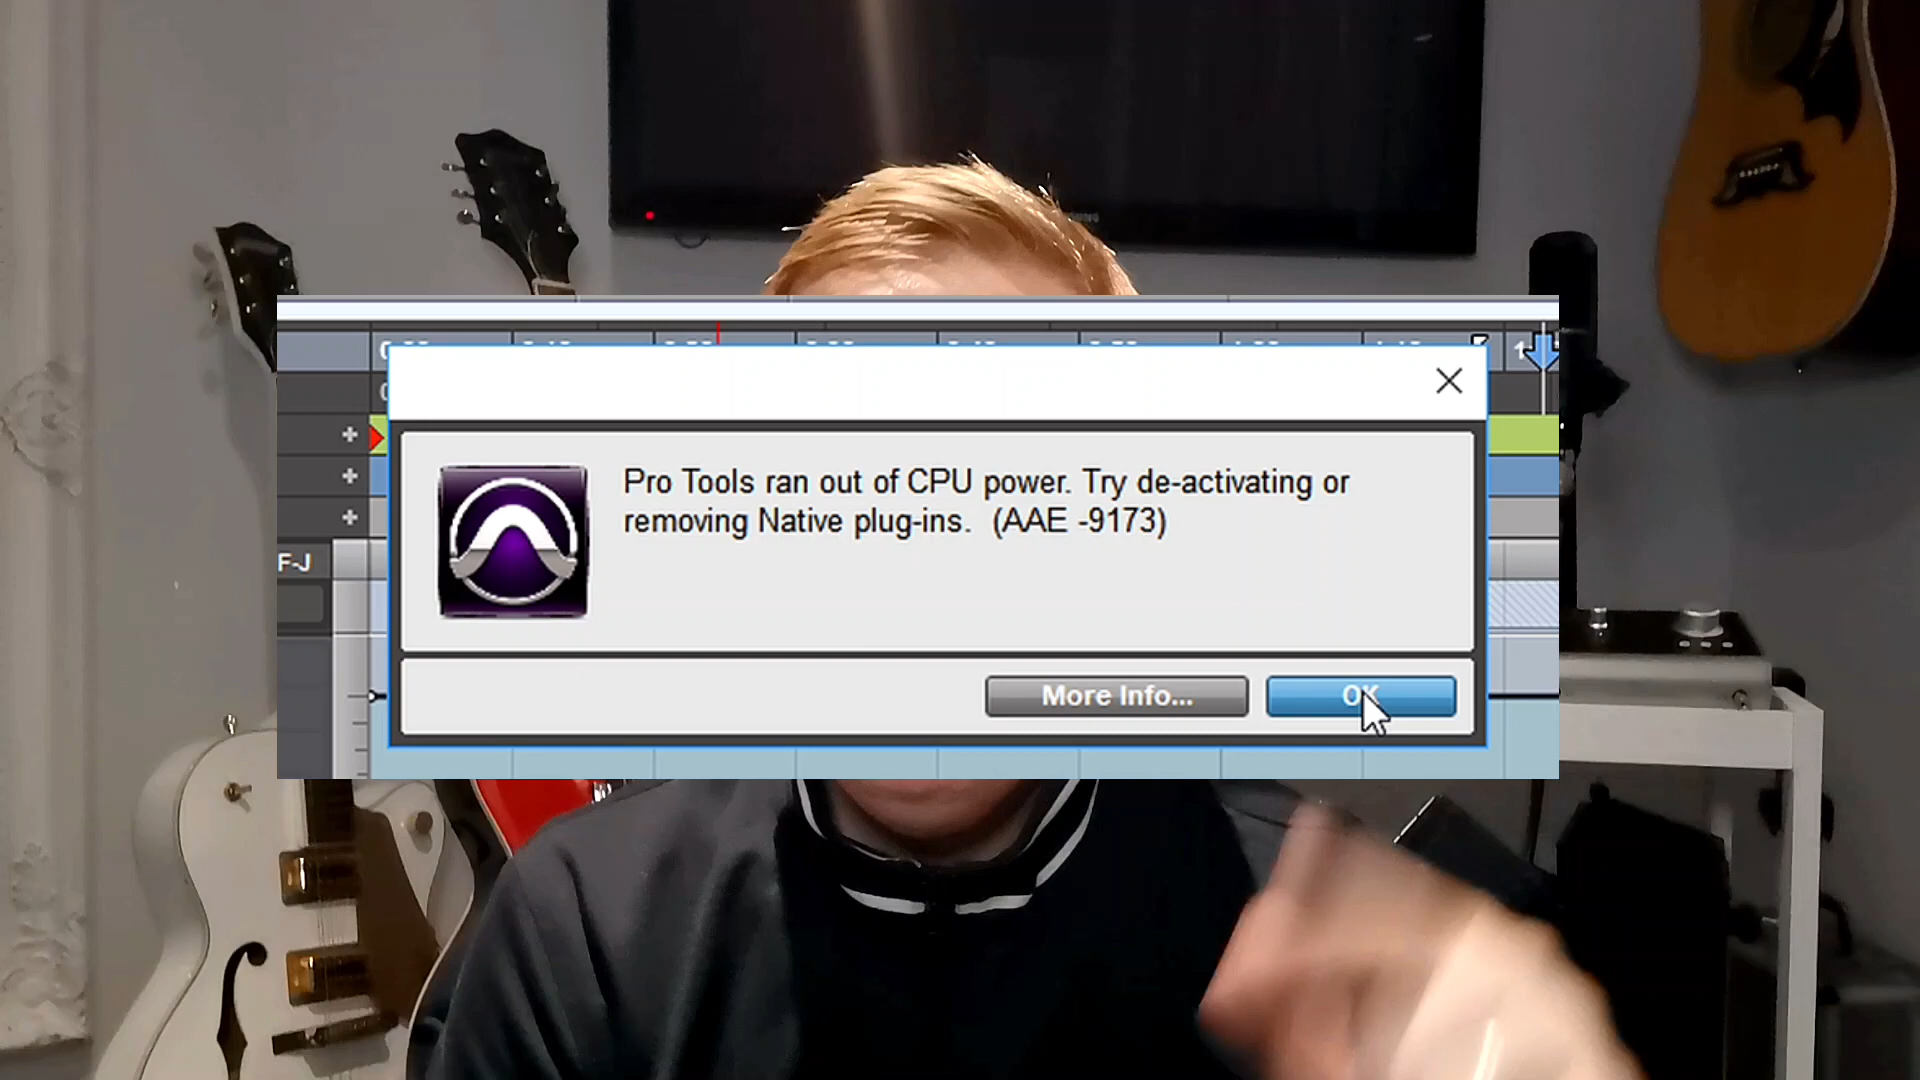 Pro Tools ran out of CPU power. Try de-activating or
removing Native plug-ins. (AAE -9173)
More Info...
OK
F-J